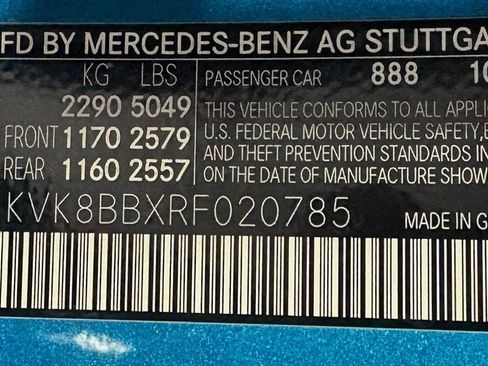 MFD BY MERCEDES-BENZ AG STUTTGA
KG LBS PASSENGER CAR 888 10
2290 5049 THIS VEHICLE CONFORMS TO ALL APPLI
FRONT 1170 2579 U.S. FEDERAL MOTOR VEHICLE SAFETY,
REAR 1160 2557 AND THEFT PREVENTION STANDARDS IN
THE DATE OF MANUFACTURE SHOW
KVK8BBXRF020785 MADE IN G